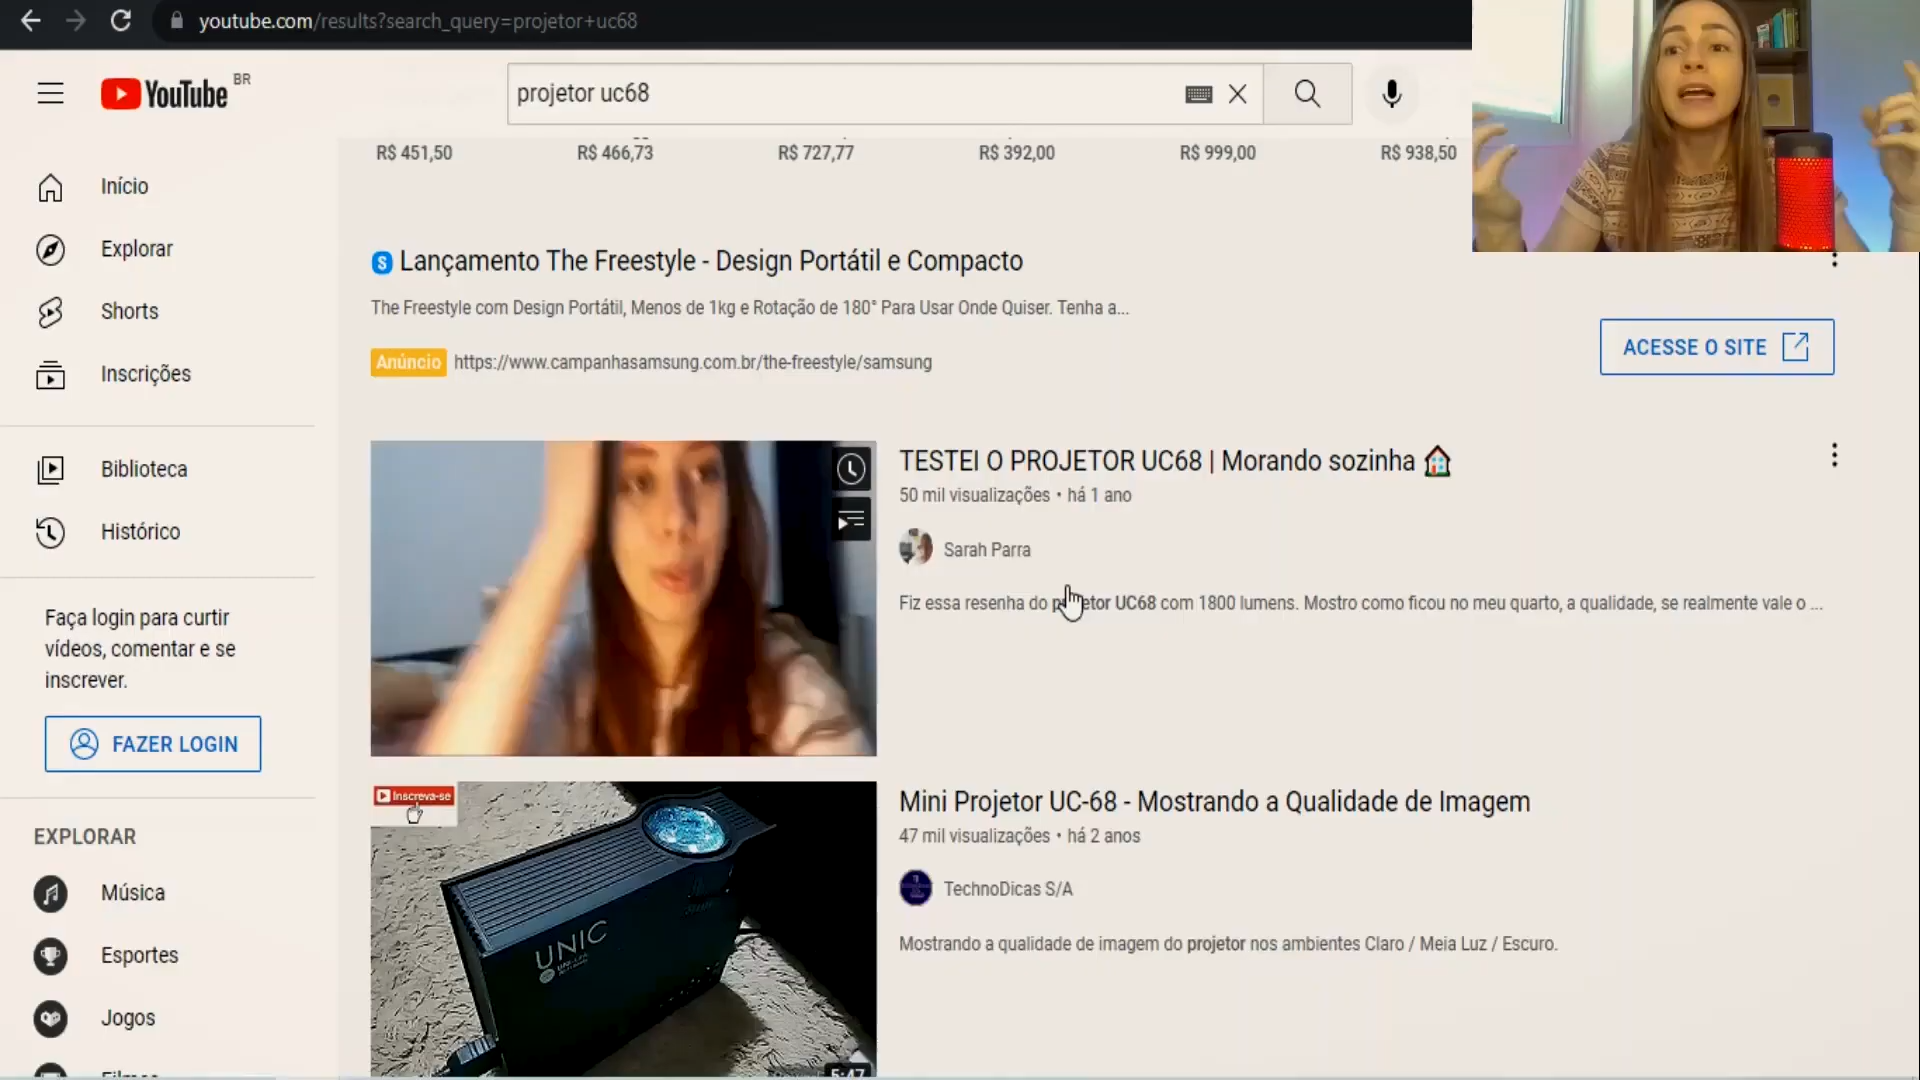 youtube.com/results?search_query=projetor+uc68
YouTube BR
projetor uc68
R$ 451,50
R$ 466,73
R$ 727,77
R$ 392,00
R$ 999,00
R$ 938,50
Início
Explorar
Shorts
Inscrições
Biblioteca
Histórico
Faça login para curtir
vídeos, comentar e se
inscrever.
FAZER LOGIN
EXPLORAR
Música
Esportes
Jogos
Filmes
S Lançamento The Freestyle - Design Portátil e Compacto
The Freestyle com Design Portátil, Menos de 1kg e Rotação de 180° Para Usar Onde Quiser. Tenha a...
Anúncio https://www.campanhasamsung.com.br/the-freestyle/samsung
ACESSE O SITE
TESTEI O PROJETOR UC68 | Morando sozinha 🏠
50 mil visualizações • há 1 ano
Sarah Parra
Fiz essa resenha do projetor UC68 com 1800 lumens. Mostro como ficou no meu quarto, a qualidade, se realmente vale o ...
Inscreva-se
UNIC
5:47
Mini Projetor UC-68 - Mostrando a Qualidade de Imagem
47 mil visualizações • há 2 anos
TechnoDicas S/A
Mostrando a qualidade de imagem do projetor nos ambientes Claro / Meia Luz / Escuro.